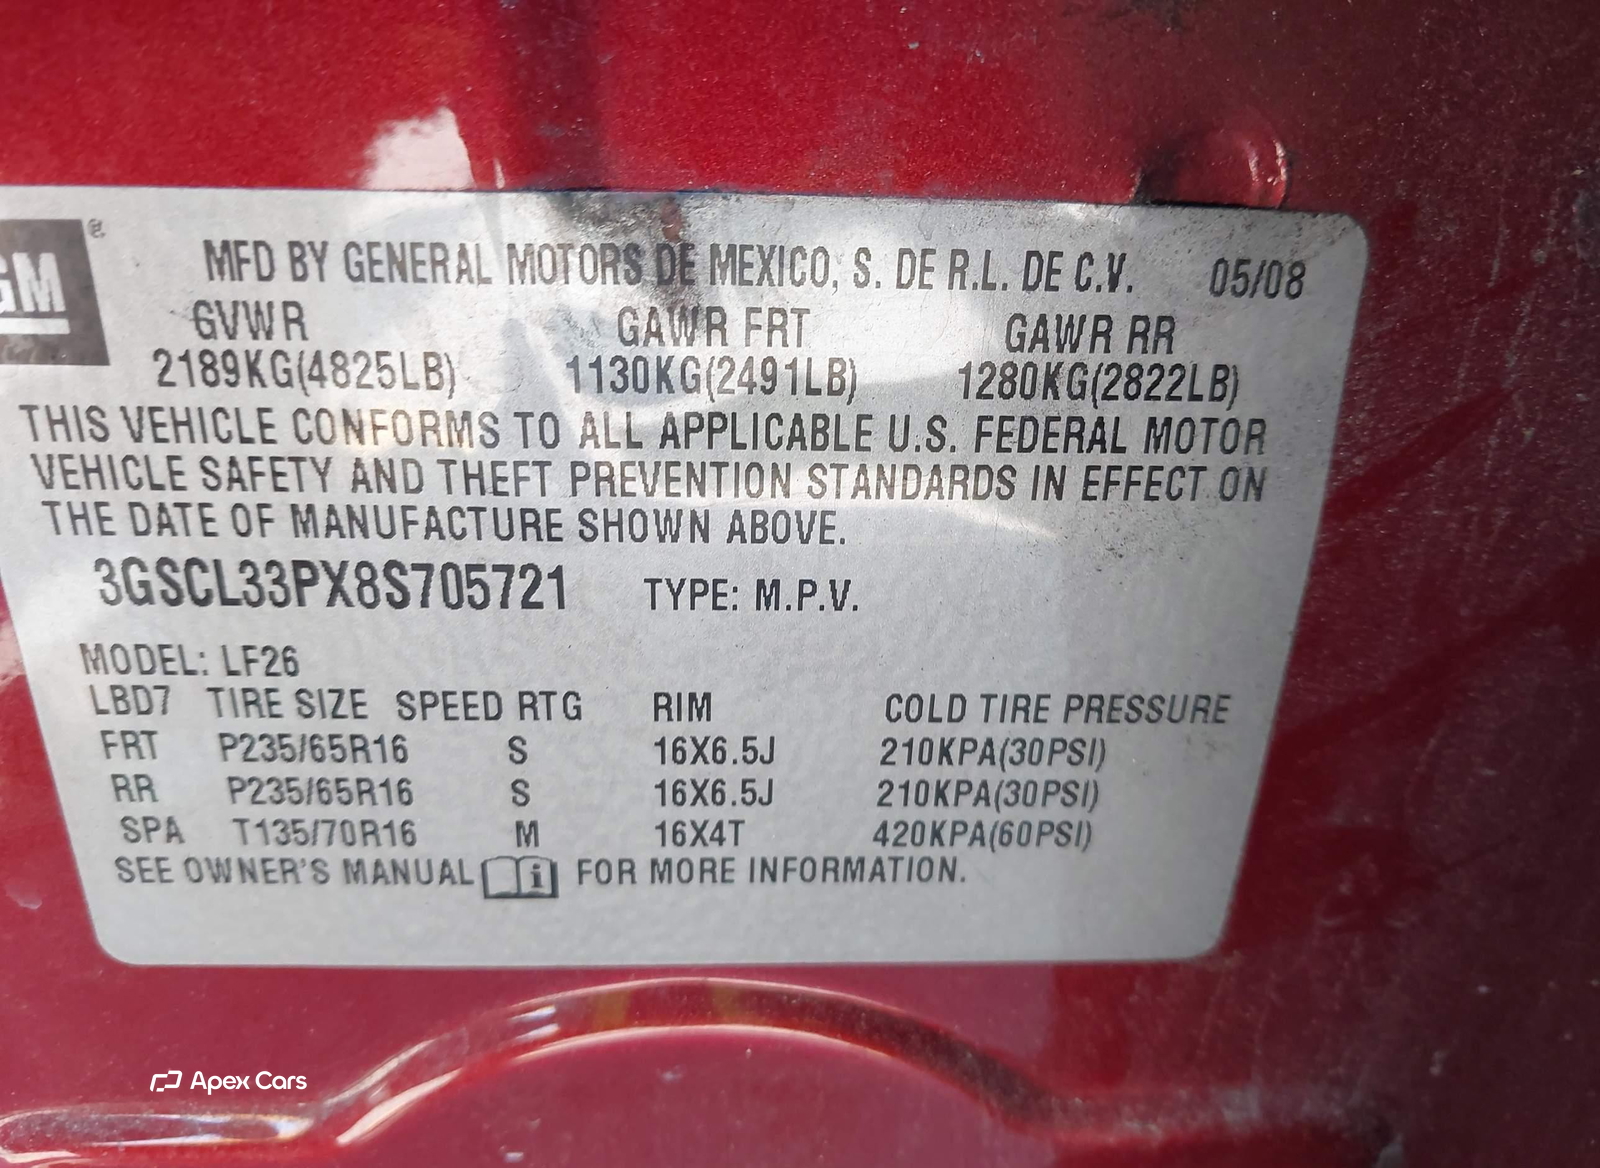 GM ®
MFD BY GENERAL MOTORS DE MEXICO, S. DE R.L. DE C.V. 05/08
GVWR GAWR FRT GAWR RR
2189KG(4825LB) 1130KG(2491LB) 1280KG(2822LB)
THIS VEHICLE CONFORMS TO ALL APPLICABLE U.S. FEDERAL MOTOR
VEHICLE SAFETY AND THEFT PREVENTION STANDARDS IN EFFECT ON
THE DATE OF MANUFACTURE SHOWN ABOVE.
3GSCL33PX8S705721 TYPE: M.P.V.
MODEL: LF26
LBD7 TIRE SIZE SPEED RTG RIM COLD TIRE PRESSURE
FRT P235/65R16 S 16X6.5J 210KPA(30PSI)
RR P235/65R16 S 16X6.5J 210KPA(30PSI)
SPA T135/70R16 M 16X4T 420KPA(60PSI)
SEE OWNER'S MANUAL i FOR MORE INFORMATION.
Apex Cars